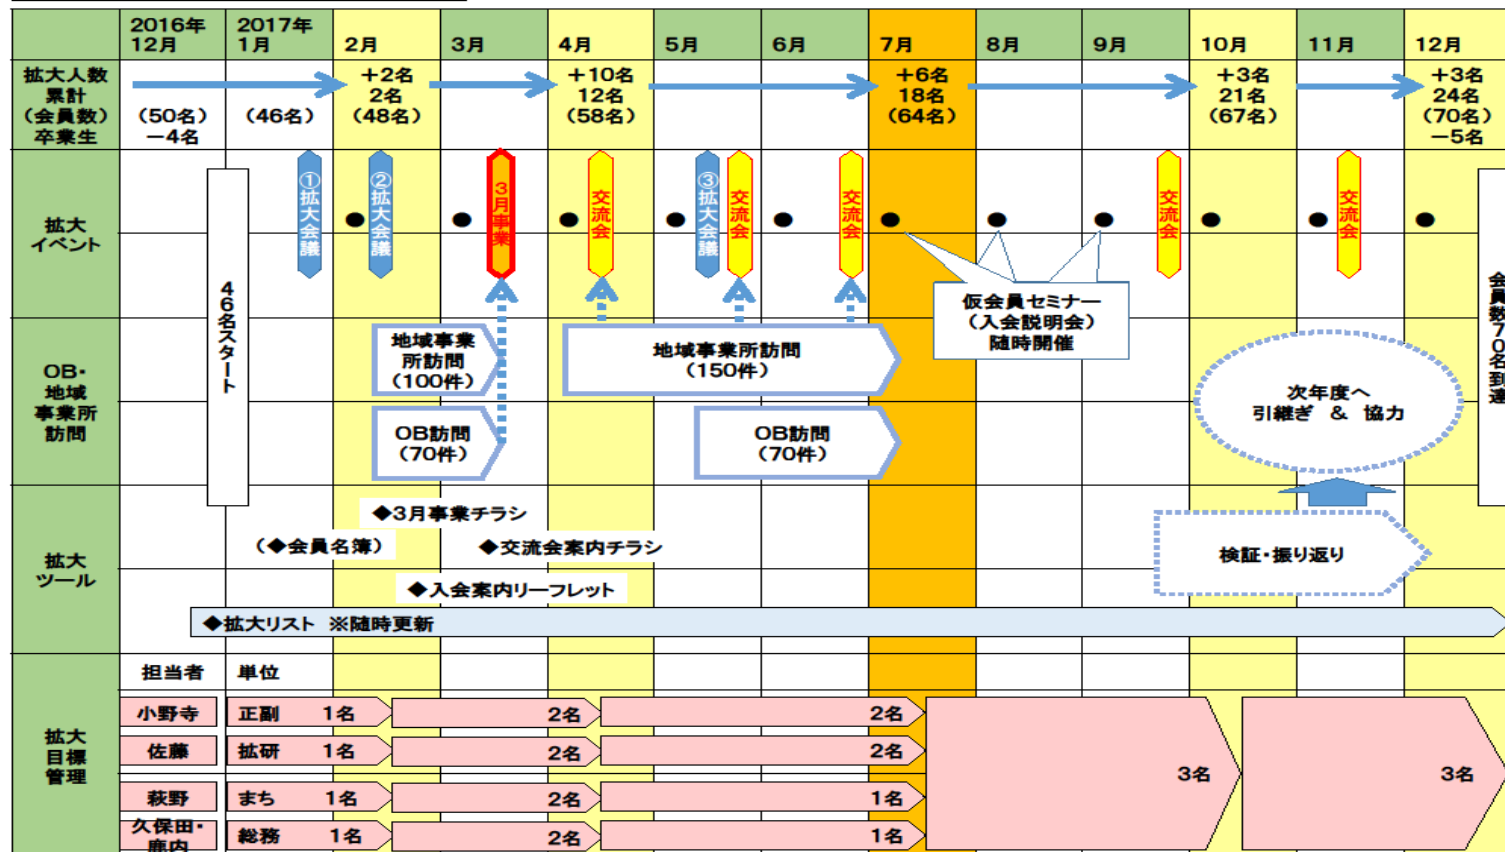 2016年
12月
2017年
1月
2月
3月
4月
5月
6月
7月
8月
9月
10月
11月
12月
拡大人数
累計
(会員数)
卒業生
(50名)
-4名
(46名)
+2名
2名
(48名)
+10名
12名
(58名)
+6名
18名
(64名)
+3名
21名
(67名)
+3名
24名
(70名)
-5名
拡大
イベント
①拡大会議
②拡大会議
3月事業
交流会
③拡大会議
交流会
交流会
交流会
交流会
46名スタート
会員数70名到達
仮会員セミナー
(入会説明会)
随時開催
OB・
地域
事業所
訪問
地域事業
所訪問
(100件)
地域事業所訪問
(150件)
OB訪問
(70件)
OB訪問
(70件)
次年度へ
引継ぎ & 協力
拡大
ツール
◆3月事業チラシ
(◆会員名簿)
◆交流会案内チラシ
◆入会案内リーフレット
検証・振り返り
◆拡大リスト ※随時更新
拡大
目標
管理
担当者 単位
小野寺 正副 1名 2名 2名
佐藤 拡研 1名 2名 2名
萩野 まち 1名 2名 1名
久保田・
鹿内 総務 1名 2名 1名
3名
3名